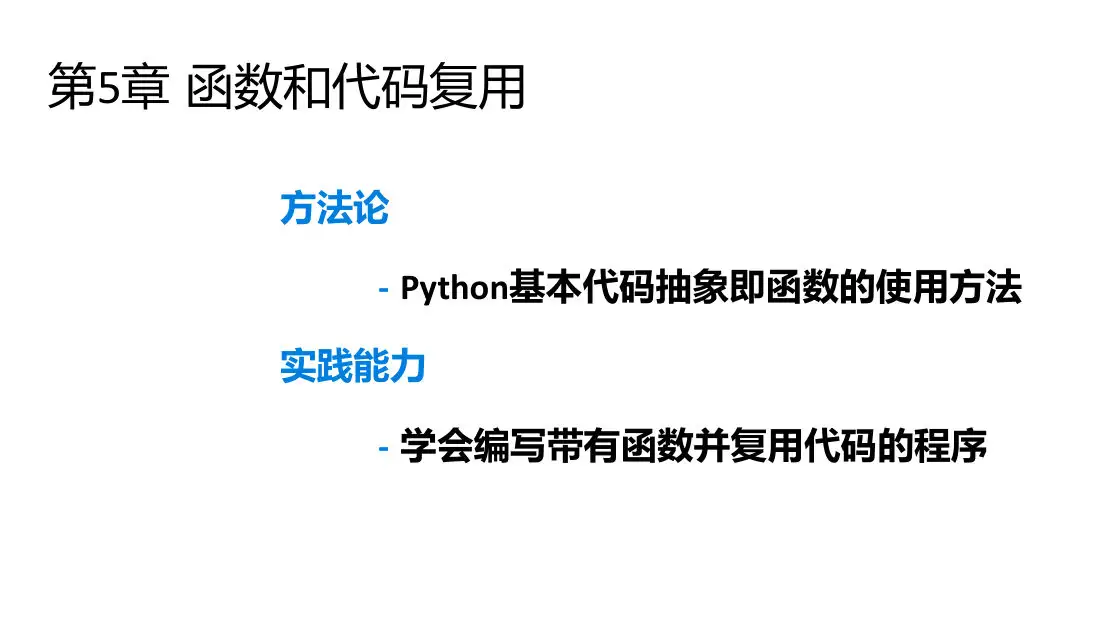 第5章 函数和代码复用
方法论
- Python基本代码抽象即函数的使用方法
实践能力
- 学会编写带有函数并复用代码的程序